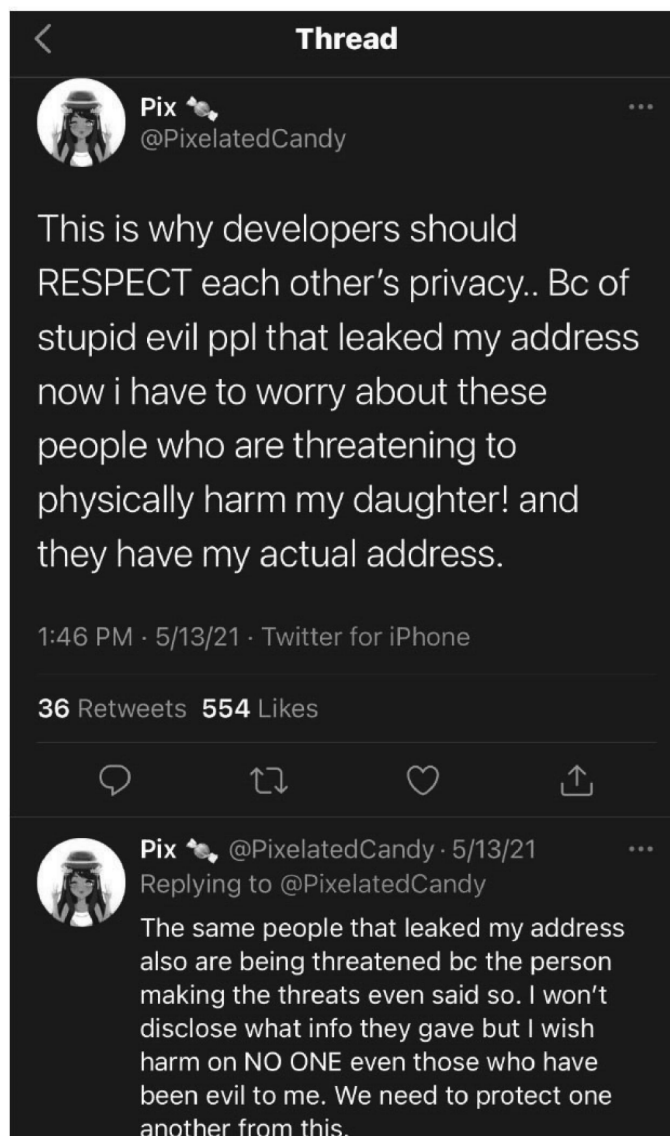 Thread
Pix 🍬
@PixelatedCandy
This is why developers should
RESPECT each other's privacy.. Bc of
stupid evil ppl that leaked my address
now i have to worry about these
people who are threatening to
physically harm my daughter! and
they have my actual address.
1:46 PM · 5/13/21 · Twitter for iPhone
36 Retweets 554 Likes
Pix 🍬 @PixelatedCandy · 5/13/21
Replying to @PixelatedCandy
The same people that leaked my address
also are being threatened bc the person
making the threats even said so. I won't
disclose what info they gave but I wish
harm on NO ONE even those who have
been evil to me. We need to protect one
another from this.